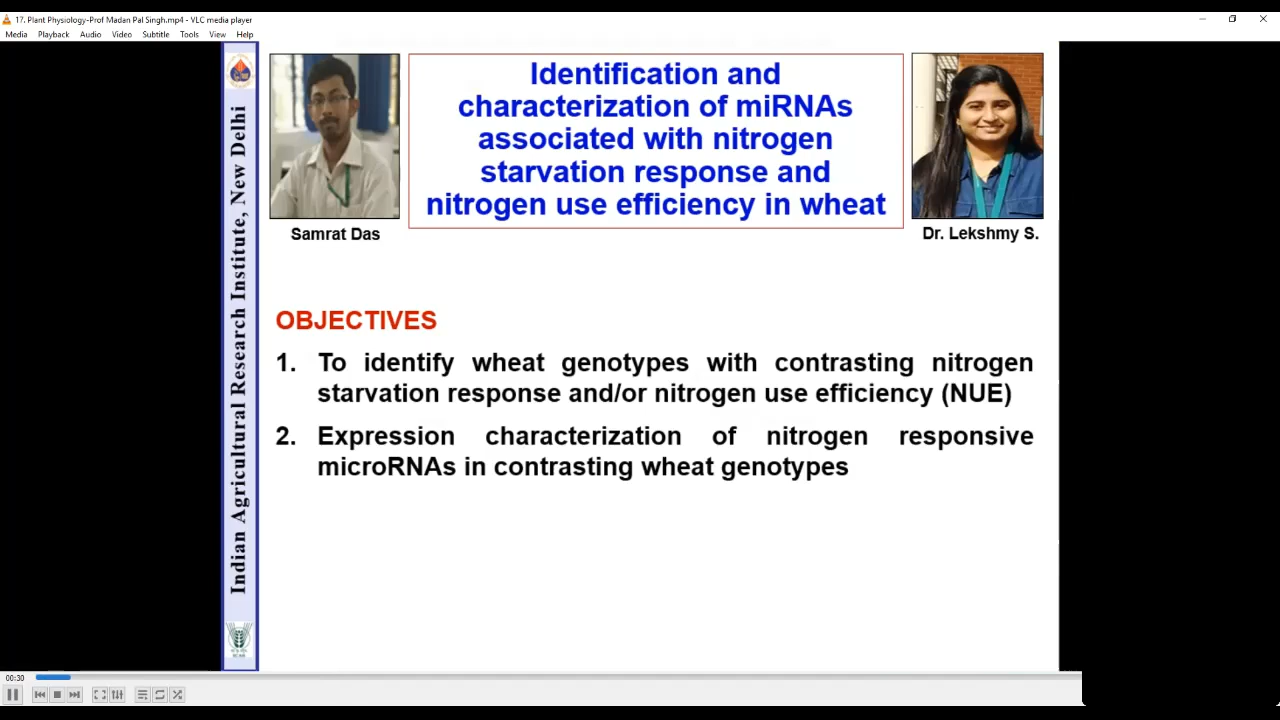 17. Plant Physiology-Prof Madan Pal Singh.mp4 - VLC media player
Media Playback Audio Video Subtitle Tools View Help
Indian Agricultural Research Institute, New Delhi
Identification and
characterization of miRNAs
associated with nitrogen
starvation response and
nitrogen use efficiency in wheat
Samrat Das
Dr. Lekshmy S.
OBJECTIVES
1. To identify wheat genotypes with contrasting nitrogen
starvation response and/or nitrogen use efficiency (NUE)
2. Expression characterization of nitrogen responsive
microRNAs in contrasting wheat genotypes
00:30